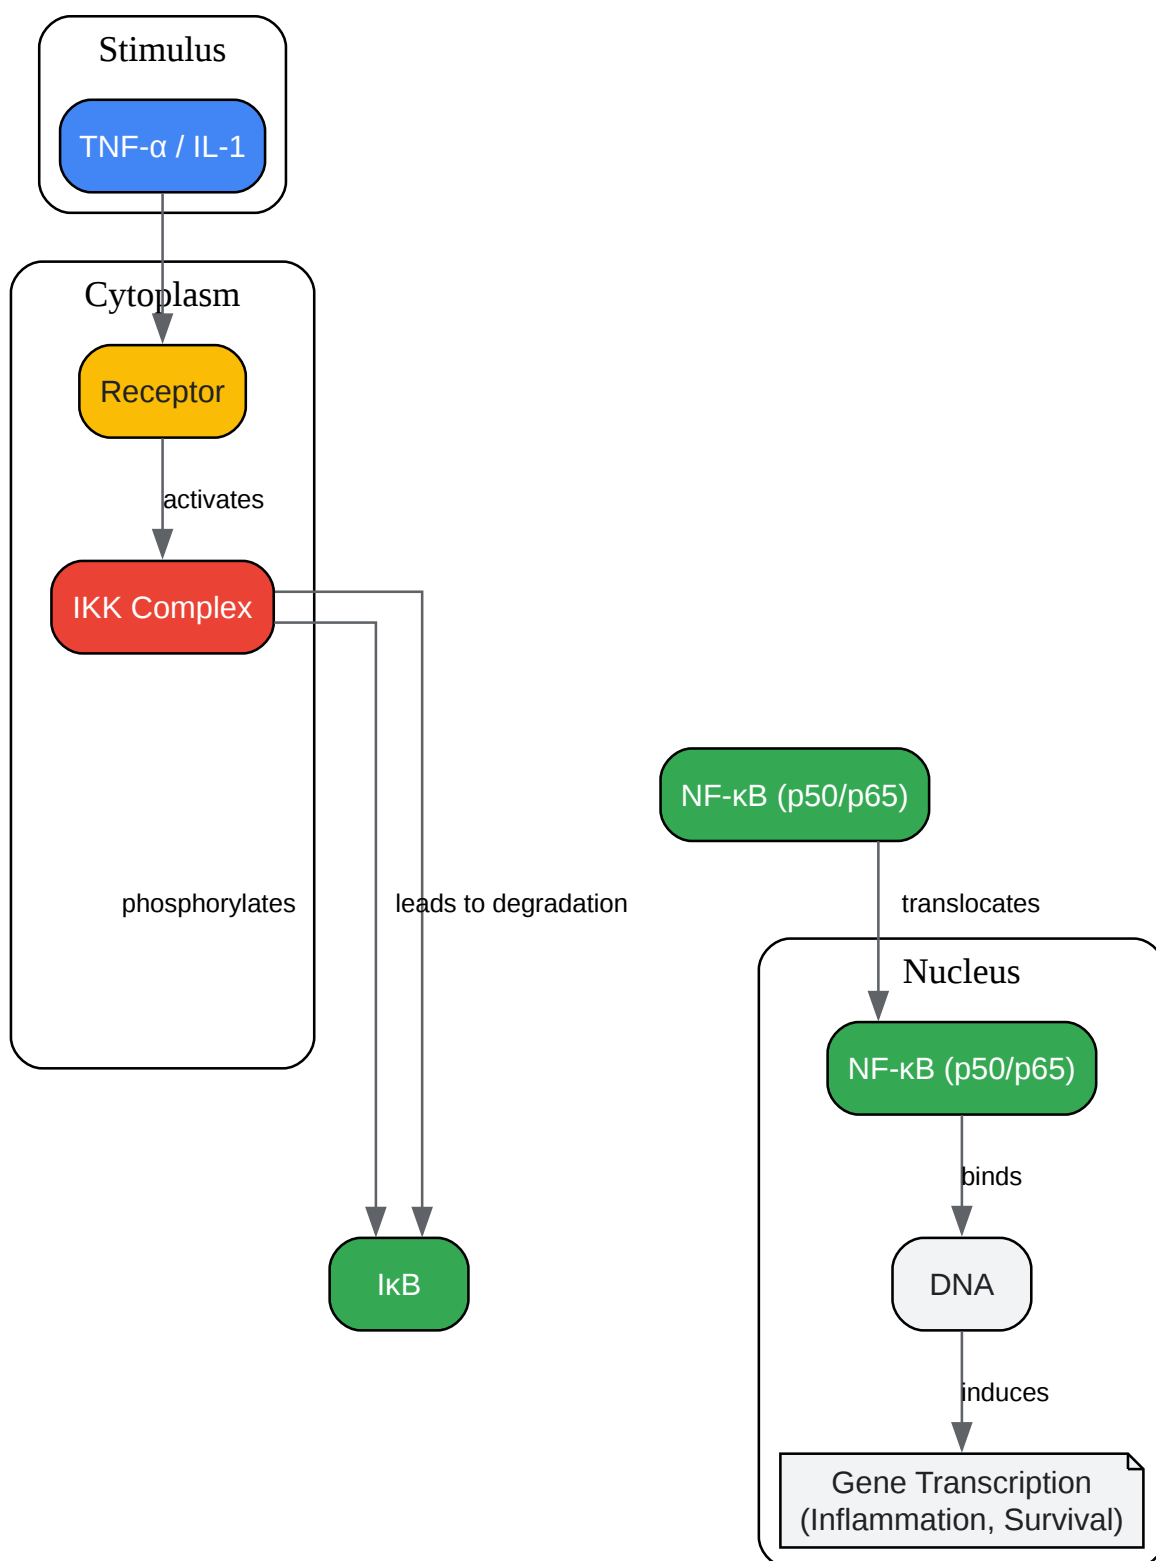 Stimulus
TNF-α / IL-1
Cytoplasm
Receptor
activates
IKK Complex
NF-κB (p50/p65)
phosphorylates
leads to degradation
translocates
Nucleus
NF-κB (p50/p65)
binds
IκB
DNA
induces
Gene Transcription
(Inflammation, Survival)